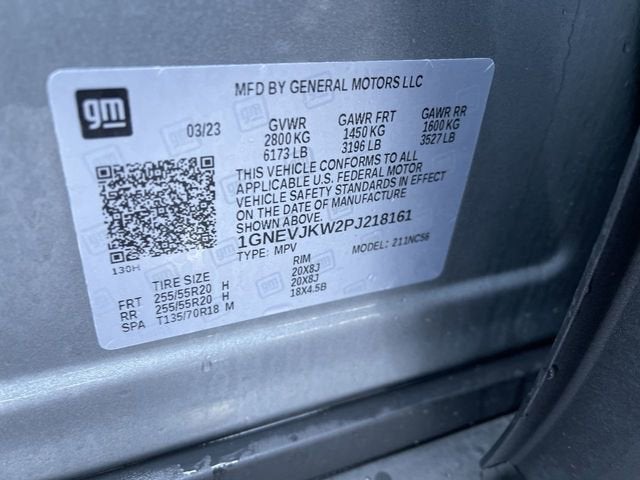 gm
MFD BY GENERAL MOTORS LLC
03/23 GVWR GAWR FRT GAWR RR
2800 KG 1450 KG 1600 KG
6173 LB 3196 LB 3527 LB
THIS VEHICLE CONFORMS TO ALL
APPLICABLE U.S. FEDERAL MOTOR
VEHICLE SAFETY STANDARDS IN EFFECT
ON THE DATE OF MANUFACTURE
SHOWN ABOVE.
1GNEVJKW2PJ218161
TYPE: MPV MODEL: 211NC56
130H
TIRE SIZE RIM
FRT 255/55R20 H 20X8J
RR 255/55R20 H 20X8J
SPA T135/70R18 M 18X4.5B